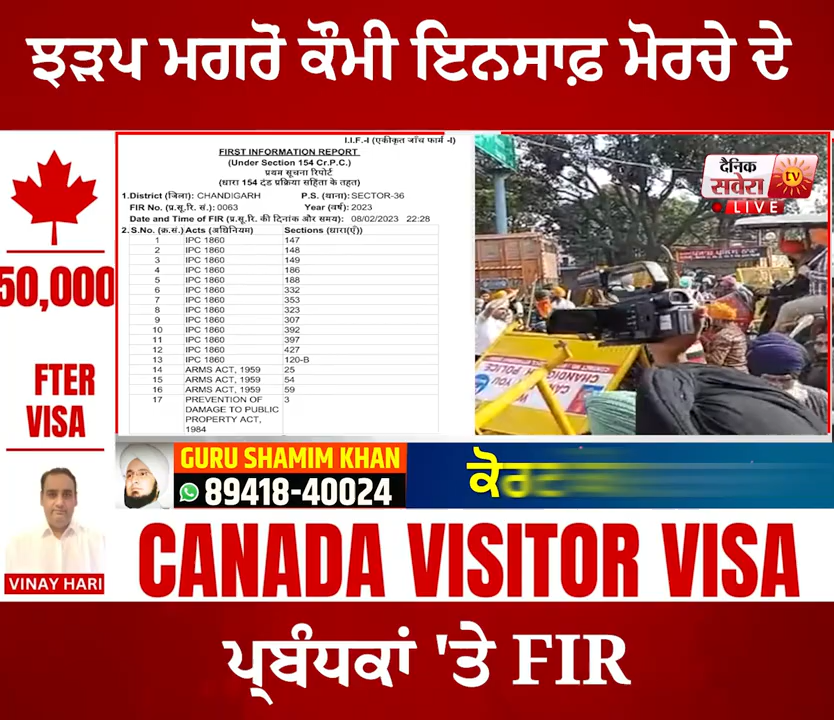 ਝੜਪ ਮਗਰੋਂ ਕੌਮੀ ਇਨਸਾਫ਼ ਮੋਰਚੇ ਦੇ
I.I.F.-I (एकीकृत जाँच फार्म -I)
FIRST INFORMATION REPORT
(Under Section 154 Cr.P.C.)
प्रथम सूचना रिपोर्ट
(धारा 154 दंड प्रक्रिया सहिता के तहत)
1.District (जिला): CHANDIGARH P.S. (थाना):SECTOR-36
FIR No. (प्र.सू.रि. सं.): 0063 Year (वर्ष): 2023
Date and Time of FIR (प्र.सू.रि. की दिनांक और समय): 08/02/2023 22:28
2. S.No. (क्र.सं.) Acts (अधिनियम) Sections (धारा(एँ))
1 IPC 1860 147
2 IPC 1860 148
3 IPC 1860 149
4 IPC 1860 186
5 IPC 1860 188
6 IPC 1860 332
7 IPC 1860 353
8 IPC 1860 323
9 IPC 1860 307
10 IPC 1860 392
11 IPC 1860 397
12 IPC 1860 427
13 IPC 1860 120-B
14 ARMS ACT, 1959 25
15 ARMS ACT, 1959 54
16 ARMS ACT, 1959 59
17 PREVENTION OF 3
DAMAGE TO PUBLIC
PROPERTY ACT,
1984
दैनिक
सवेरा tv
LIVE
CHANDIGARH POLICE
50,000
FTER
VISA
VINAY HARI
GURU SHAMIM KHAN
89418-40024
CANADA VISITOR VISA
ਪ੍ਰਬੰਧਕਾਂ 'ਤੇ FIR